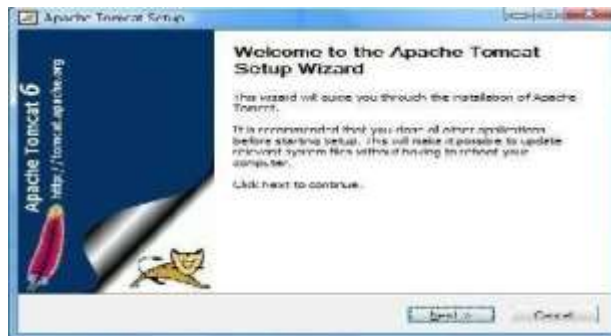 Apache Tomcat Setup
Apache Tomcat 6
http://tomcat.apache.org
Welcome to the Apache Tomcat
Setup Wizard
This wizard will guide you through the installation of Apache
Tomcat.
It is recommended that you close all other applications
before starting Setup. This will make it possible to update
relevant system files without having to reboot your
computer.
Click Next to continue.
Next >
Cancel